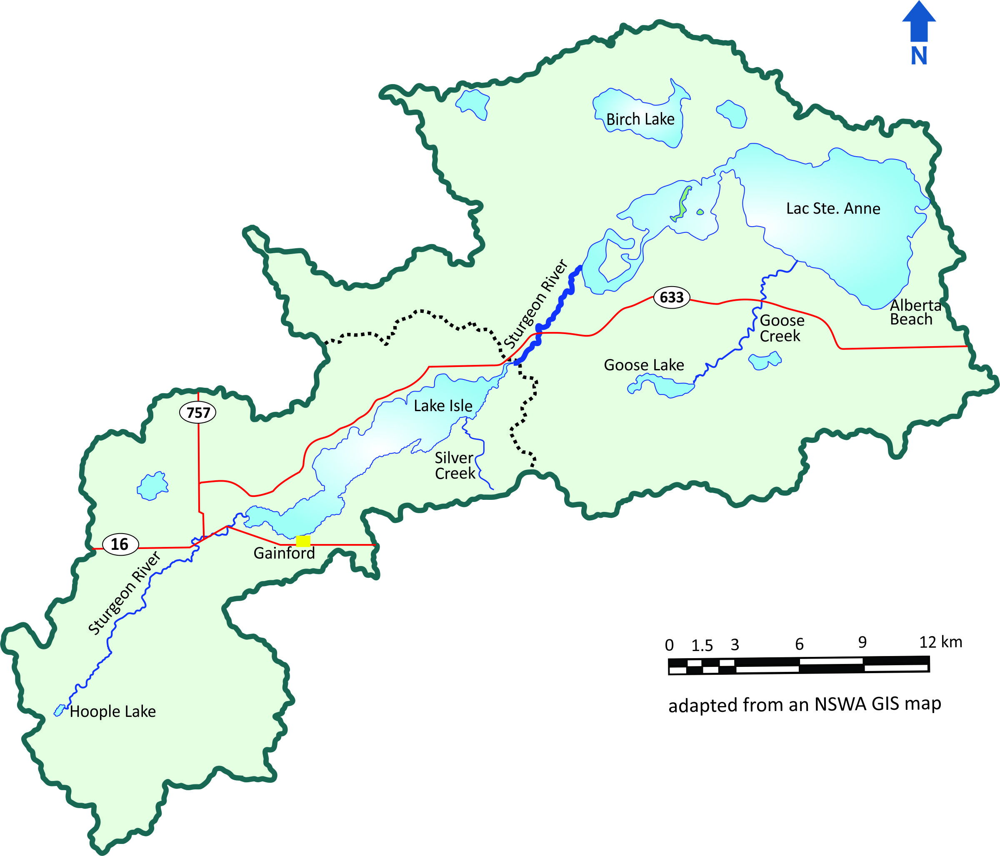 N
Birch Lake
Lac Ste. Anne
Sturgeon River
633
Alberta
Beach
Goose
Creek
Goose Lake
757
Lake Isle
Silver
Creek
16
Gainford
Sturgeon River
Hoople Lake
0 1.5 3 6 9 12 km
adapted from an NSWA GIS map